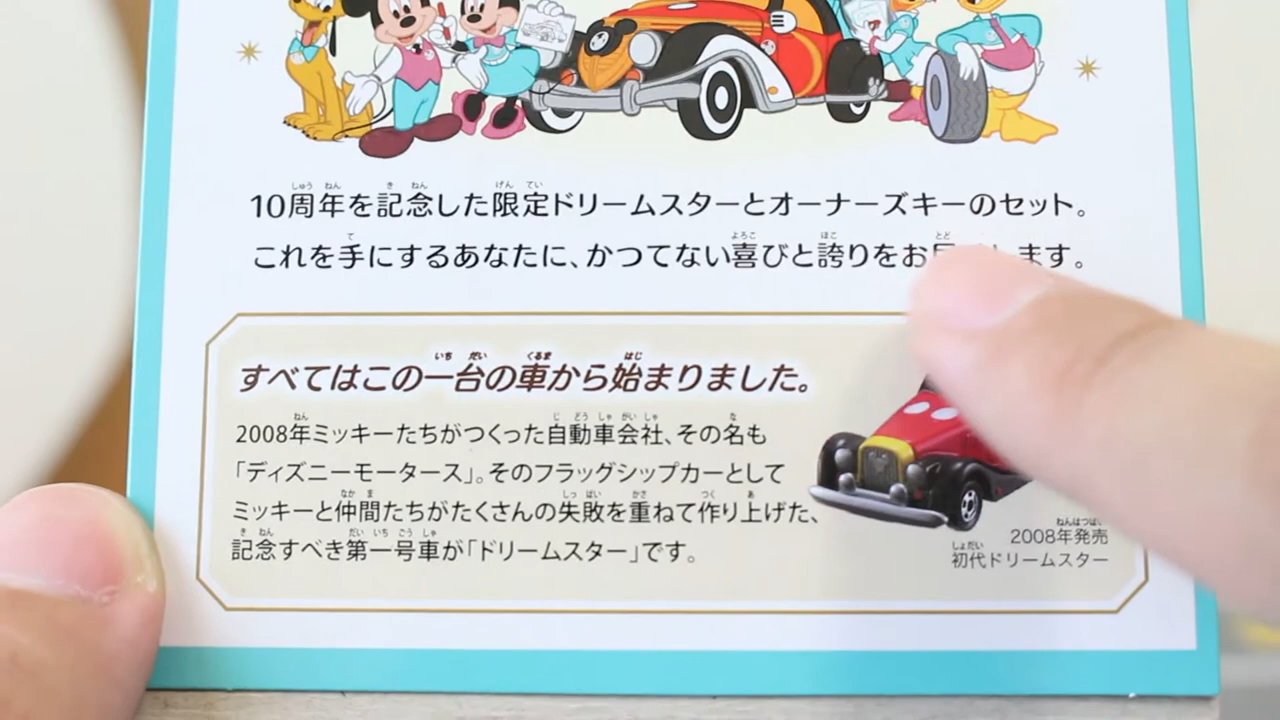 10周年を記念した限定ドリームスターとオーナーズキーのセット。
これを手にするあなたに、かつてない喜びと誇りをお します。
すべてはこの一台の車から始まりました。
2008年ミッキーたちがつくった自動車会社、その名も
「ディズニーモータース」。そのフラッグシップカーとして
ミッキーと仲間たちがたくさんの失敗を重ねて作り上げた、
記念すべき第一号車が「ドリームスター」です。
2008年発売
初代ドリームスター